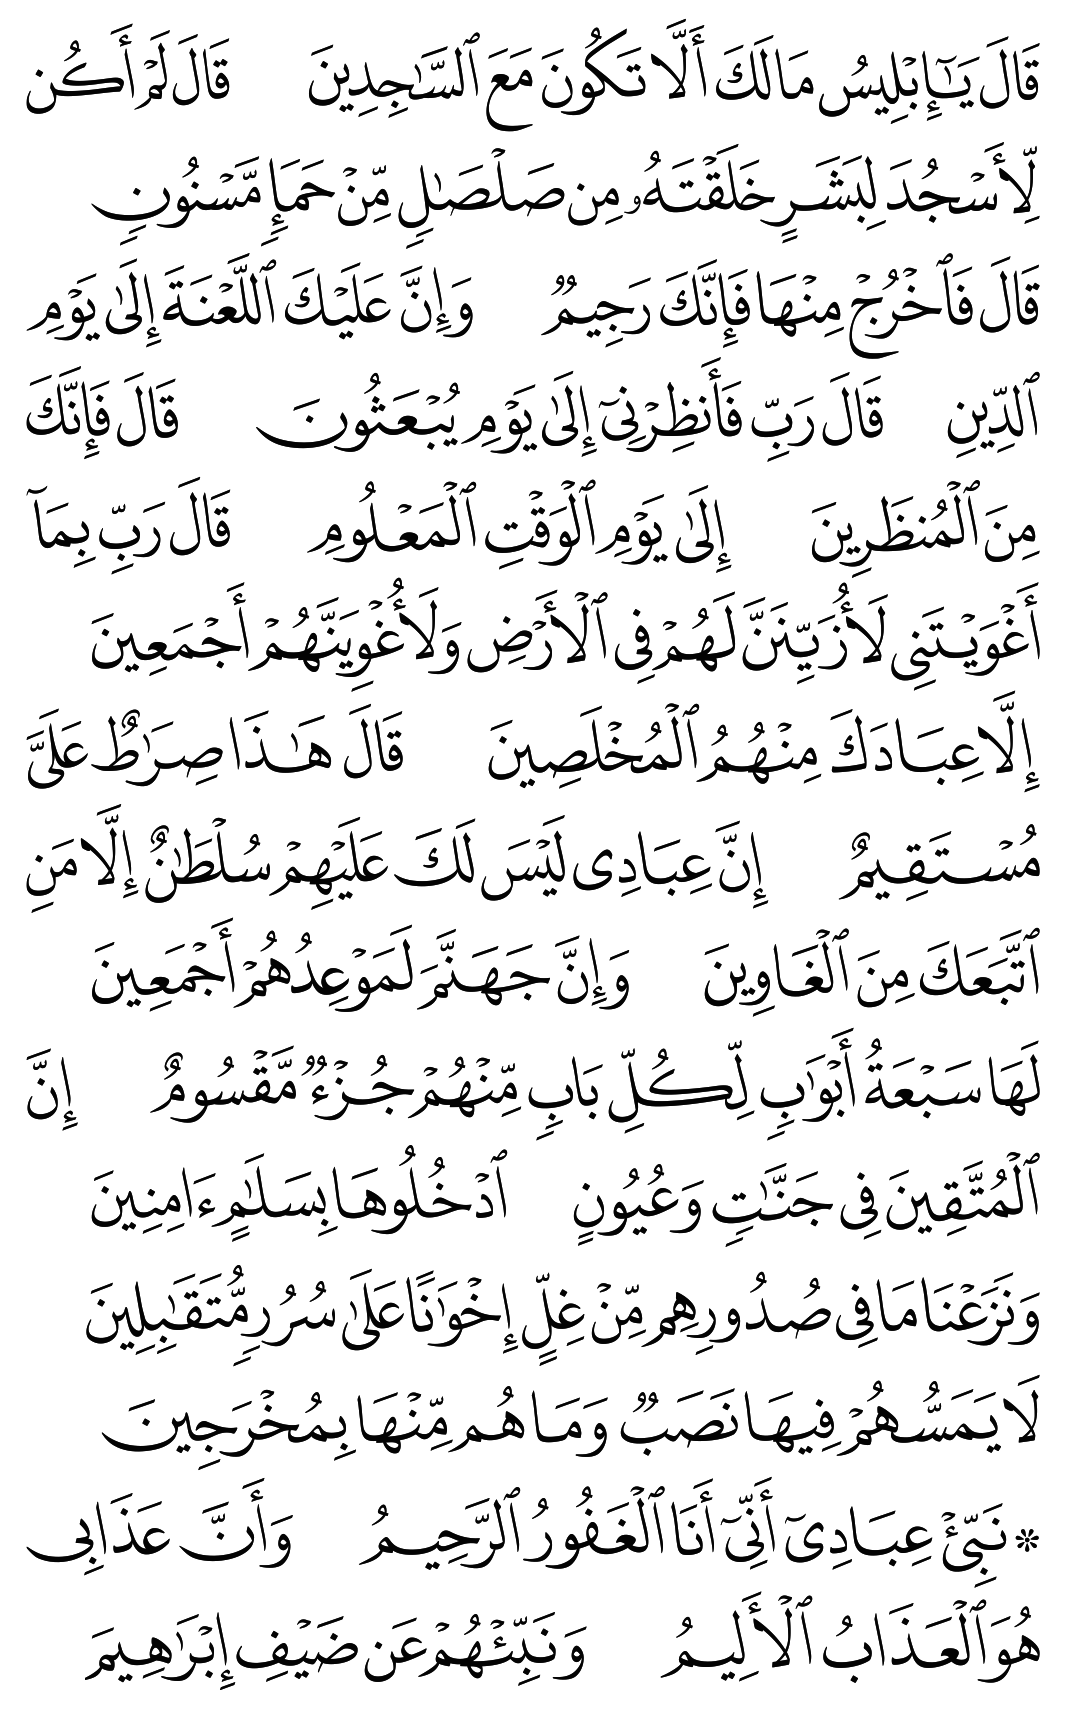 قَالَ يَٰٓإِبۡلِيسُ مَا لَكَ أَلَّا تَكُونَ مَعَ ٱلسَّٰجِدِينَ قَالَ لَمۡ أَكُن
لِّأَسۡجُدَ لِبَشَرٍ خَلَقۡتَهُۥ مِن صَلۡصَٰلٖ مِّنۡ حَمَإٖ مَّسۡنُونٖ
قَالَ فَٱخۡرُجۡ مِنۡهَا فَإِنَّكَ رَجِيمٞ وَإِنَّ عَلَيۡكَ ٱللَّعۡنَةَ إِلَىٰ يَوۡمِ
ٱلدِّينِ قَالَ رَبِّ فَأَنظِرۡنِيٓ إِلَىٰ يَوۡمِ يُبۡعَثُونَ قَالَ فَإِنَّكَ
مِنَ ٱلۡمُنظَرِينَ إِلَىٰ يَوۡمِ ٱلۡوَقۡتِ ٱلۡمَعۡلُومِ قَالَ رَبِّ بِمَآ
أَغۡوَيۡتَنِي لَأُزَيِّنَنَّ لَهُمۡ فِي ٱلۡأَرۡضِ وَلَأُغۡوِيَنَّهُمۡ أَجۡمَعِينَ
إِلَّا عِبَادَكَ مِنۡهُمُ ٱلۡمُخۡلَصِينَ قَالَ هَٰذَا صِرَٰطٌ عَلَيَّ
مُسۡتَقِيمٌ إِنَّ عِبَادِي لَيۡسَ لَكَ عَلَيۡهِمۡ سُلۡطَٰنٌ إِلَّا مَنِ
ٱتَّبَعَكَ مِنَ ٱلۡغَاوِينَ وَإِنَّ جَهَنَّمَ لَمَوۡعِدُهُمۡ أَجۡمَعِينَ
لَهَا سَبۡعَةُ أَبۡوَٰبٖ لِّكُلِّ بَابٖ مِّنۡهُمۡ جُزۡءٞ مَّقۡسُومٌ إِنَّ
ٱلۡمُتَّقِينَ فِي جَنَّٰتٖ وَعُيُونٍ ٱدۡخُلُوهَا بِسَلَٰمٍ ءَامِنِينَ
وَنَزَعۡنَا مَا فِي صُدُورِهِم مِّنۡ غِلٍّ إِخۡوَٰنًا عَلَىٰ سُرُرٖ مُّتَقَٰبِلِينَ
لَا يَمَسُّهُمۡ فِيهَا نَصَبٞ وَمَا هُم مِّنۡهَا بِمُخۡرَجِينَ
* نَبِّئۡ عِبَادِيٓ أَنِّيٓ أَنَا ٱلۡغَفُورُ ٱلرَّحِيمُ وَأَنَّ عَذَابِي
هُوَ ٱلۡعَذَابُ ٱلۡأَلِيمُ وَنَبِّئۡهُمۡ عَن ضَيۡفِ إِبۡرَٰهِيمَ